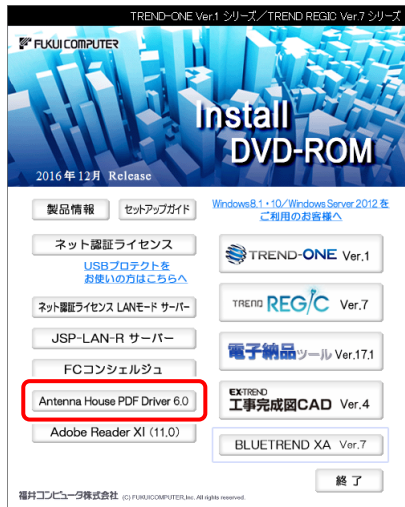 TREND-ONE Ver.1 シリーズ／TREND REGIC Ver.7 シリーズ
FUKUI COMPUTER
Install
DVD-ROM
2016年12月 Release
製品情報
セットアップガイド
Windows8.1・10／Windows Server 2012を
ご利用のお客様へ
ネット認証ライセンス
USBプロテクトを
お使いの方はこちらへ
ネット認証ライセンス LANモード サーバー
JSP-LAN-R サーバー
FCコンシェルジュ
Antenna House PDF Driver 6.0
Adobe Reader XI (11.0)
TREND-ONE Ver.1
TREND REGIC Ver.7
電子納品ツール Ver.17.1
EX-TREND
工事完成図CAD Ver.4
BLUETREND XA Ver.7
終了
福井コンピュータ株式会社 (C) FUKUICOMPUTER,Inc. All rights reserved.